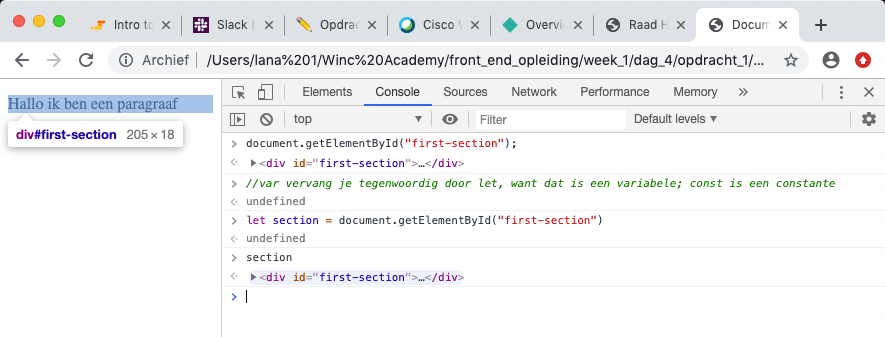 Intro to
Slack |
Opdrac
Cisco W
Overvie
Raad H
Docum
Archief | /Users/lana%201/Winc%20Academy/front_end_opleiding/week_1/dag_4/opdracht_1/...
Hallo ik ben een paragraaf
div#first-section 205 × 18
Elements Console Sources Network Performance Memory »
top Filter Default levels
document.getElementById("first-section");
<div id="first-section">…</div>
//var vervang je tegenwoordig door let, want dat is een variabele; const is een constante
undefined
let section = document.getElementById("first-section")
undefined
section
<div id="first-section">…</div>